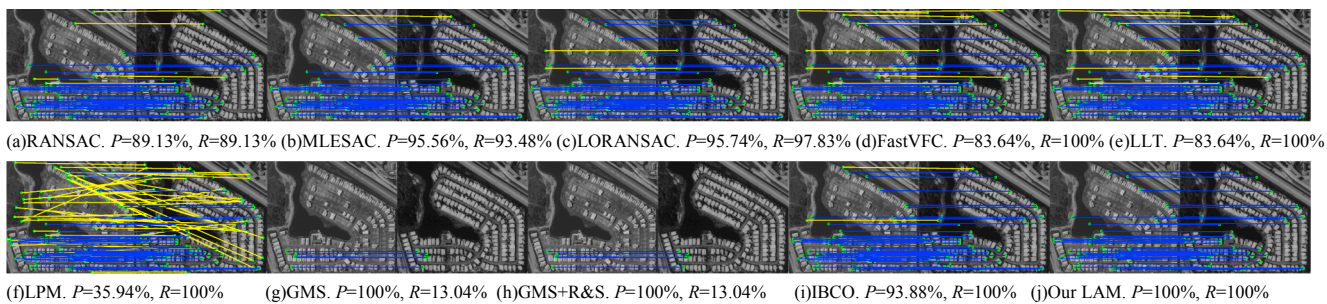 (a)RANSAC. P=89.13%, R=89.13% (b)MLESAC. P=95.56%, R=93.48% (c)LORANSAC. P=95.74%, R=97.83% (d)FastVFC. P=83.64%, R=100% (e)LLT. P=83.64%, R=100%
(f)LPM. P=35.94%, R=100% (g)GMS. P=100%, R=13.04% (h)GMS+R&S. P=100%, R=13.04% (i)IBCO. P=93.88%, R=100% (j)Our LAM. P=100%, R=100%